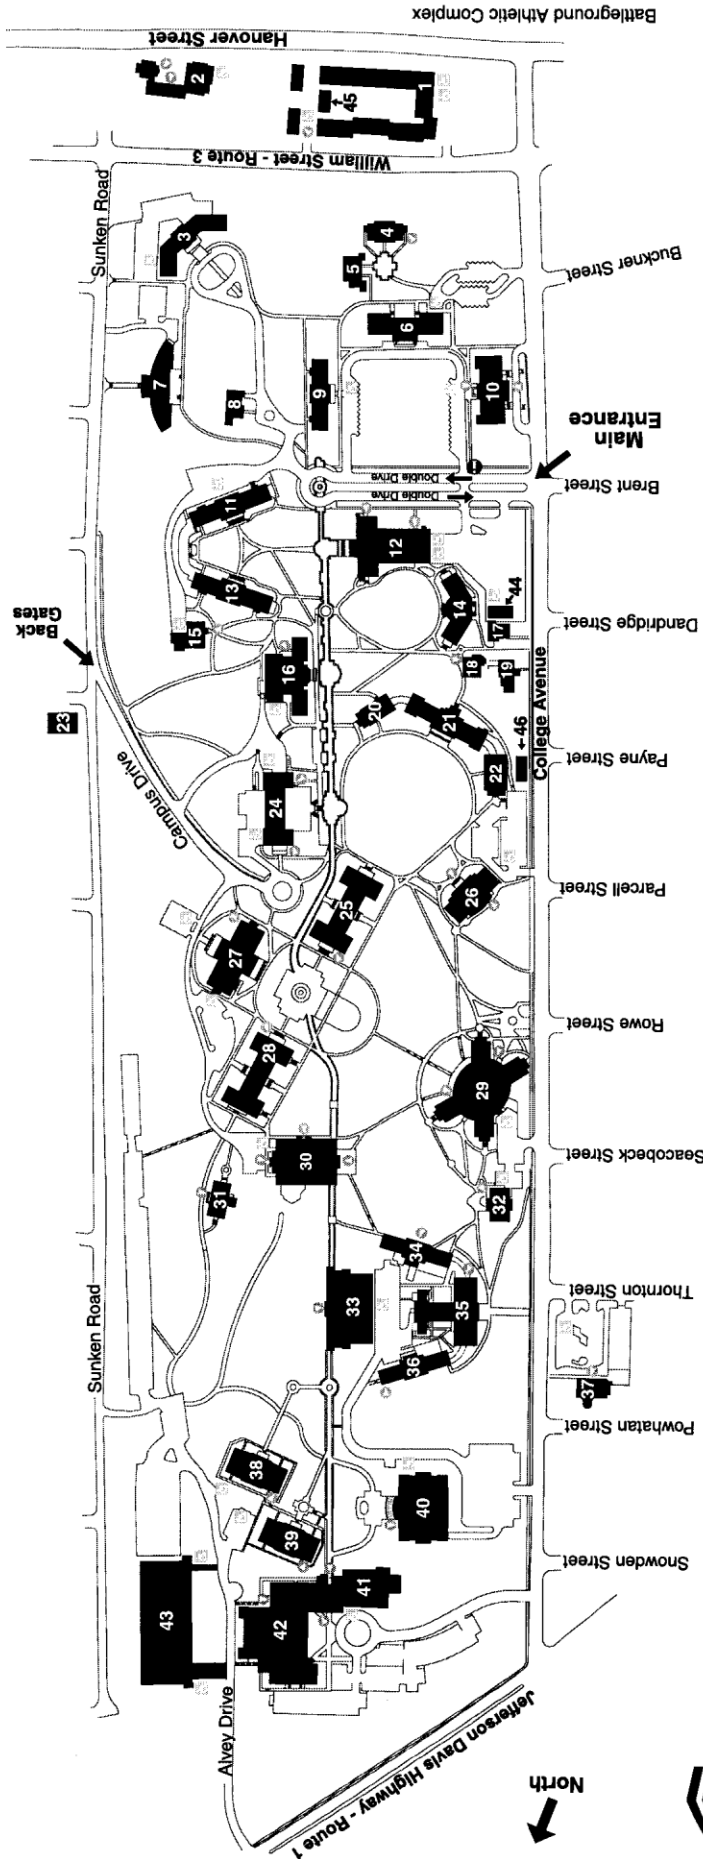 Battleground Athletic Complex
Hanover Street
2
1
45
William Street - Route 3
Sunken Road
3
4
5
Buckner Street
6
7
8
9
10
Main
Entrance
Double Drive
Double Drive
Brent Street
11
12
13
14
44
Dandridge Street
15
17
Back
Gates
16
18
19
23
20
21
46
College Avenue
Payne Street
22
Campus Drive
24
25
26
Parcell Street
27
Rowe Street
28
29
30
Seacobeck Street
31
32
34
33
35
Thornton Street
36
37
Sunken Road
Powhatan Street
38
39
40
Snowden Street
43
41
42
Alvey Drive
Jefferson Davis Highway - Route 1
North